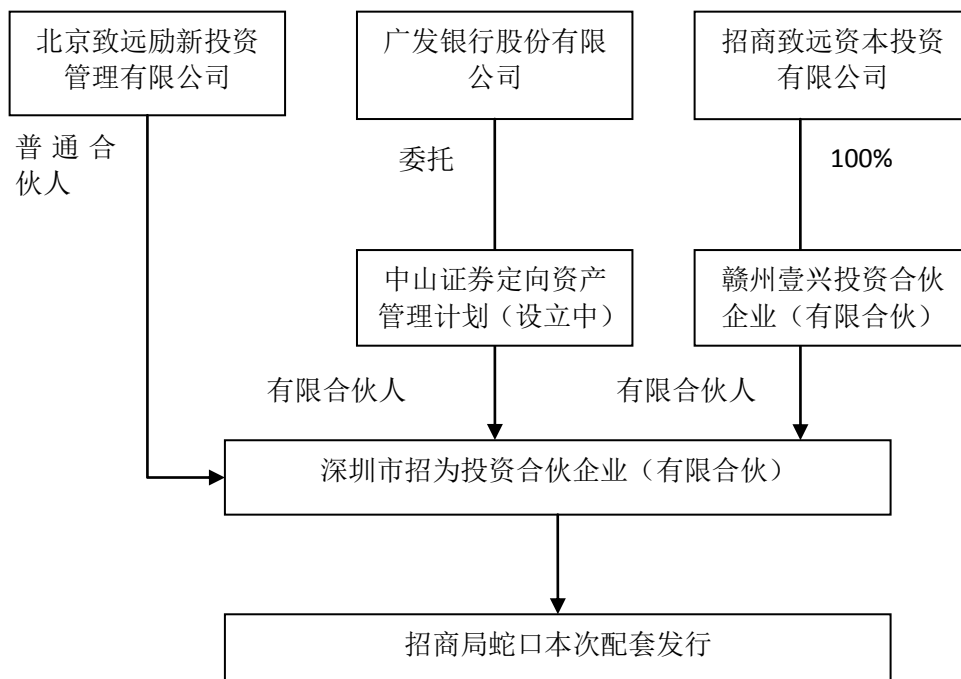 北京致远励新投资
管理有限公司
广发银行股份有限
公司
招商致远资本投资
有限公司
普通合
伙人
委托
100%
中山证券定向资产
管理计划（设立中）
赣州壹兴投资合伙
企业（有限合伙）
有限合伙人
有限合伙人
深圳市招为投资合伙企业（有限合伙）
招商局蛇口本次配套发行